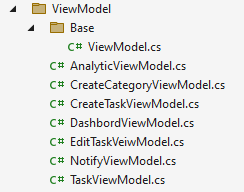 ViewModel
Base
C# ViewModel.cs
C# AnalyticViewModel.cs
C# CreateCategoryViewModel.cs
C# CreateTaskViewModel.cs
C# DashbordViewModel.cs
C# EditTaskVeiwModel.cs
C# NotifyViewModel.cs
C# TaskViewModel.cs